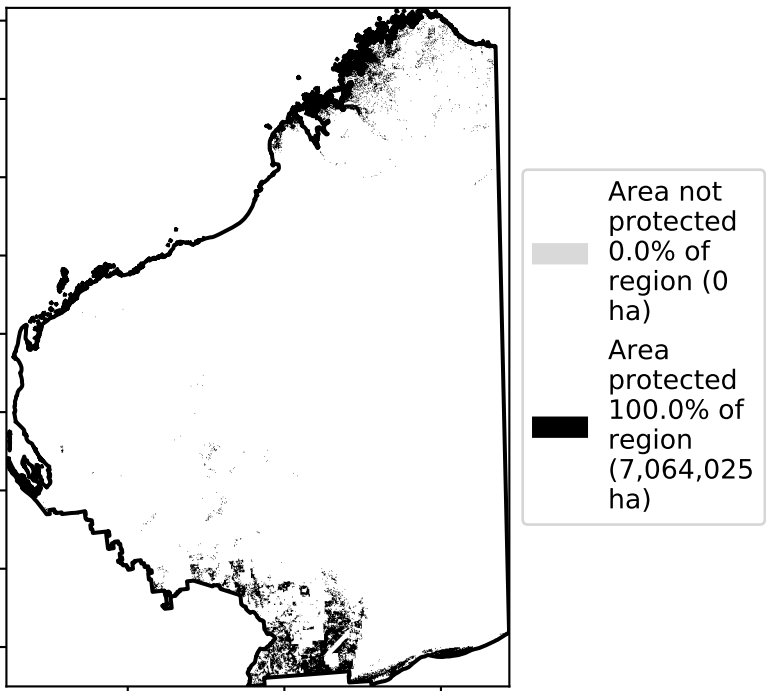 Area not
protected
0.0% of
region (0
ha)
Area
protected
100.0% of
region
(7,064,025
ha)